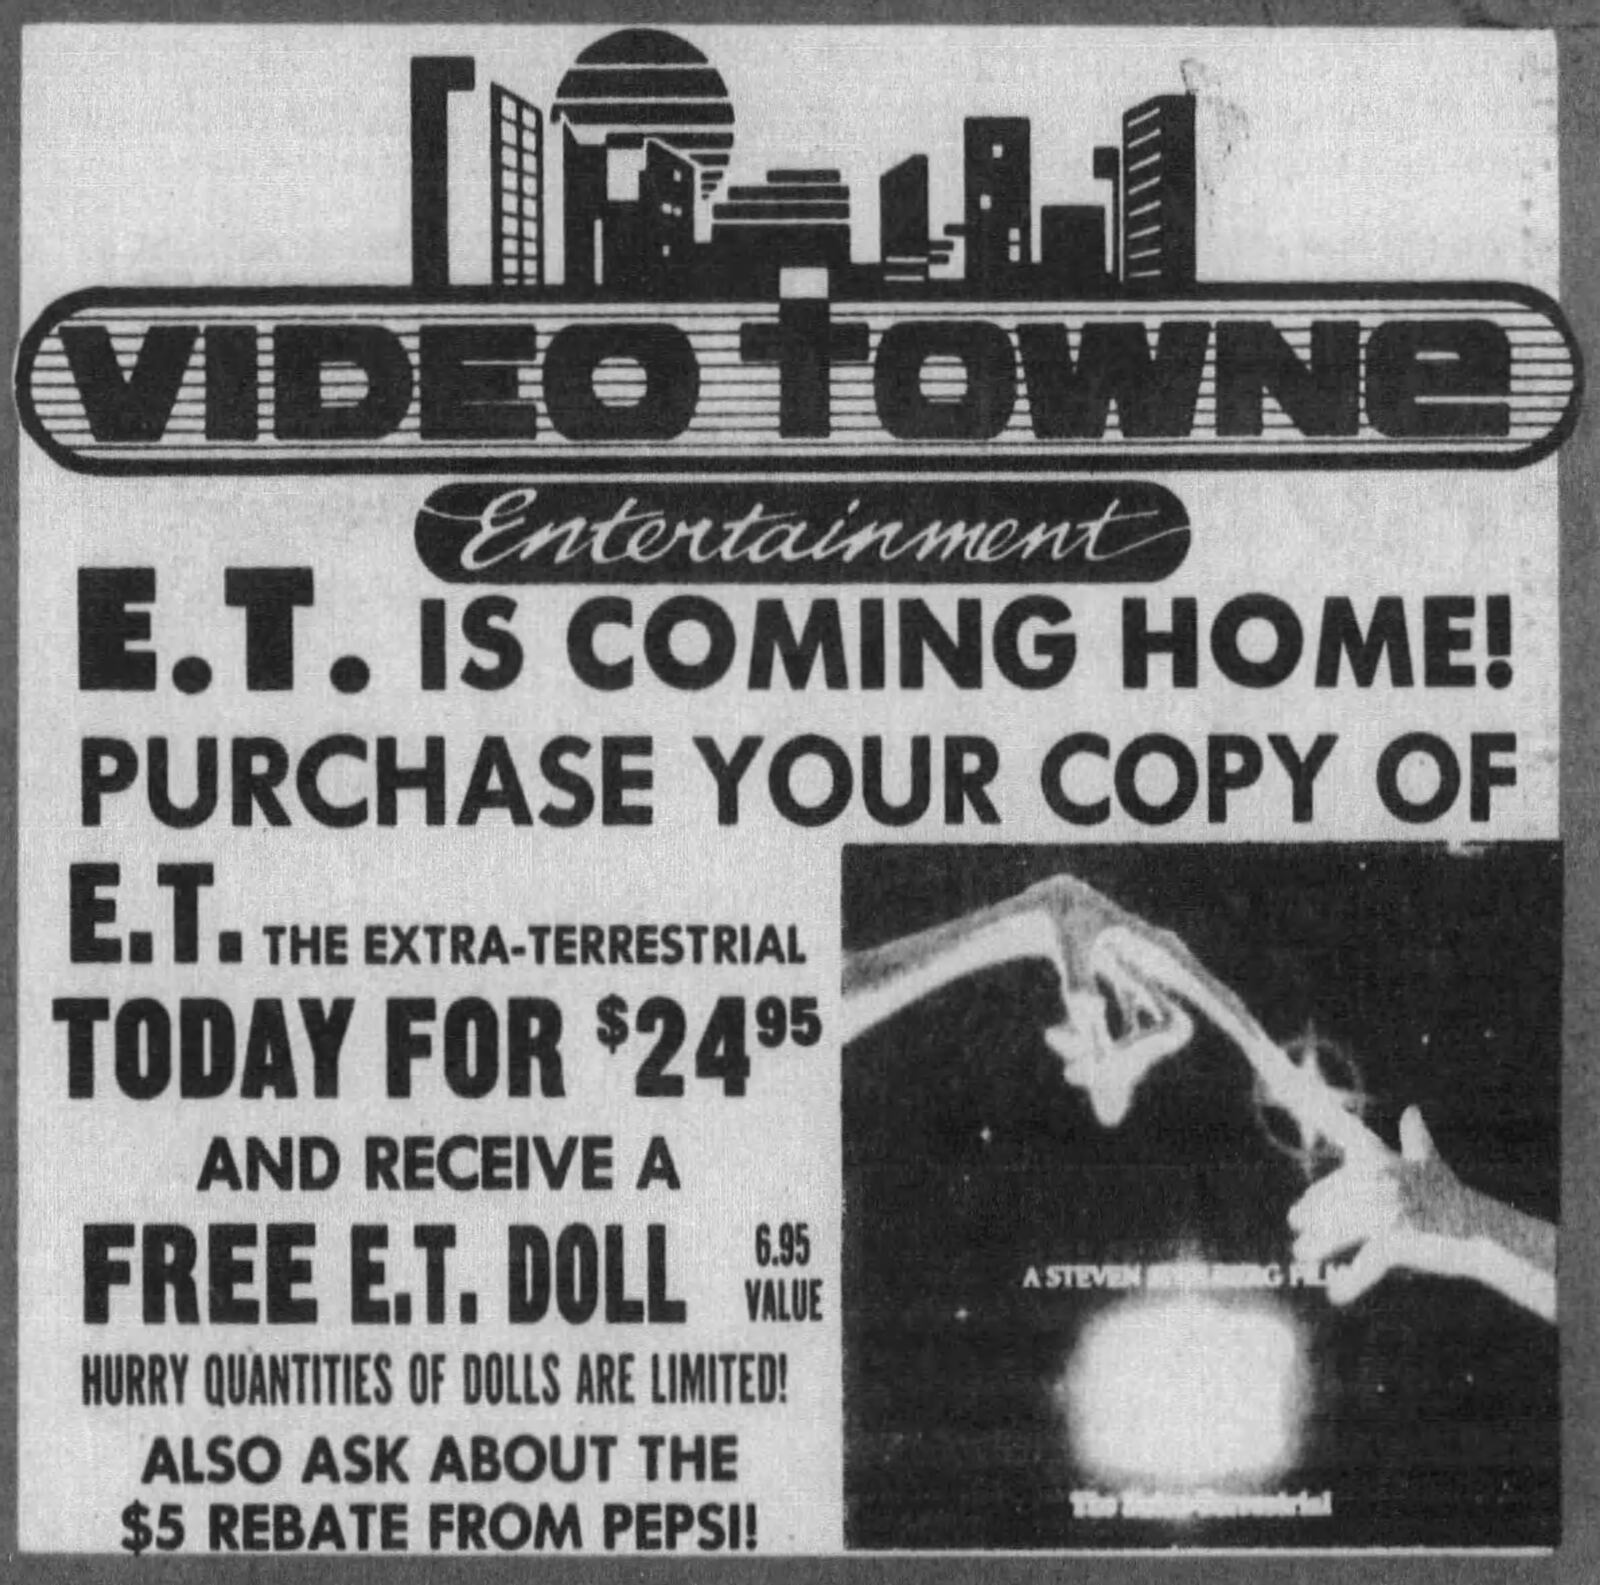 VIDEO TOWNE
Entertainment
E.T. IS COMING HOME!
PURCHASE YOUR COPY OF
E.T. THE EXTRA-TERRESTRIAL
TODAY FOR $24 95
AND RECEIVE A
FREE E.T. DOLL
6.95
VALUE
HURRY QUANTITIES OF DOLLS ARE LIMITED!
ALSO ASK ABOUT THE
$5 REBATE FROM PEPSI!
A STEVEN
The